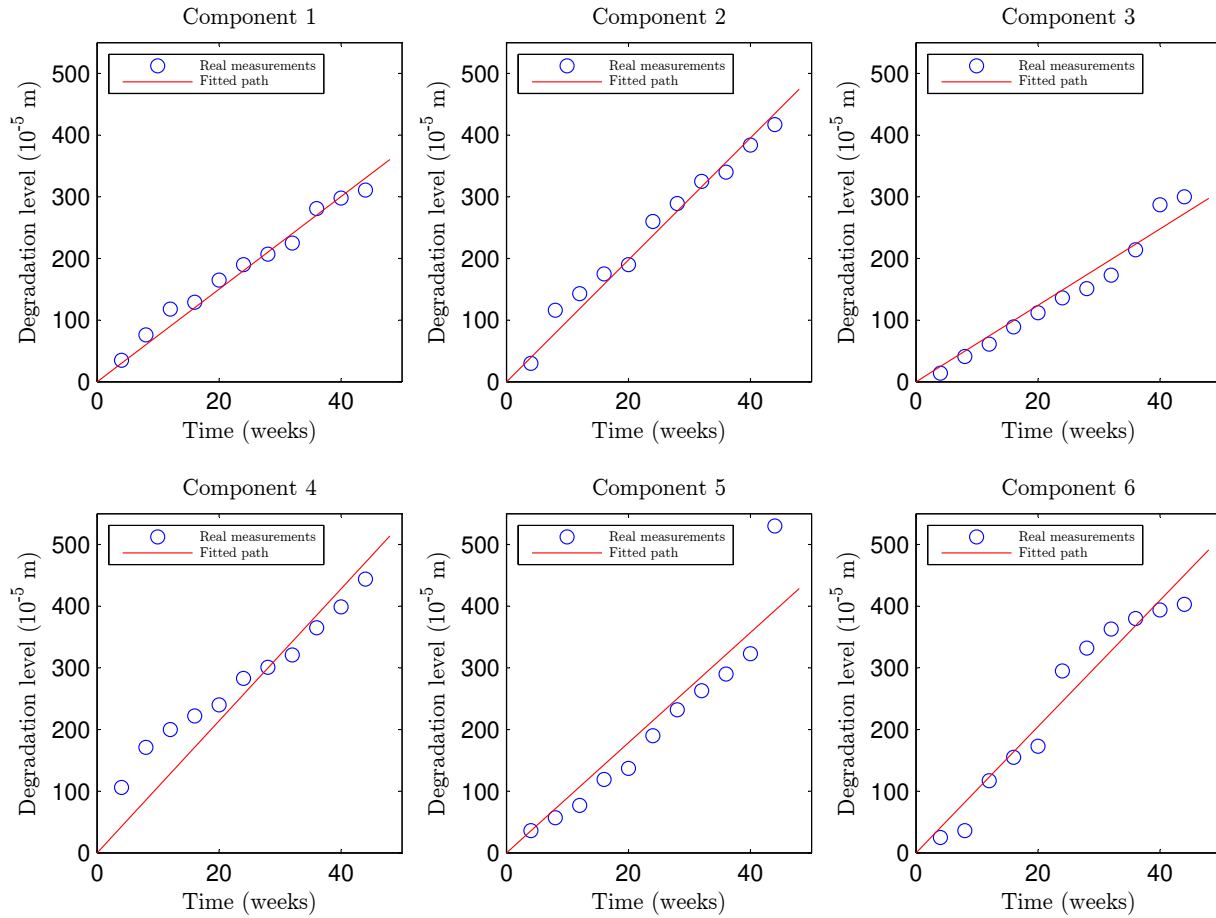 Component 1
Real measurements
Fitted path
500
400
300
200
100
0
0 20 40
Degradation level (10⁻⁵ m)
Time (weeks)
Component 2
Real measurements
Fitted path
500
400
300
200
100
0
0 20 40
Degradation level (10⁻⁵ m)
Time (weeks)
Component 3
Real measurements
Fitted path
500
400
300
200
100
0
0 20 40
Degradation level (10⁻⁵ m)
Time (weeks)
Component 4
Real measurements
Fitted path
500
400
300
200
100
0
0 20 40
Degradation level (10⁻⁵ m)
Time (weeks)
Component 5
Real measurements
Fitted path
500
400
300
200
100
0
0 20 40
Degradation level (10⁻⁵ m)
Time (weeks)
Component 6
Real measurements
Fitted path
500
400
300
200
100
0
0 20 40
Degradation level (10⁻⁵ m)
Time (weeks)